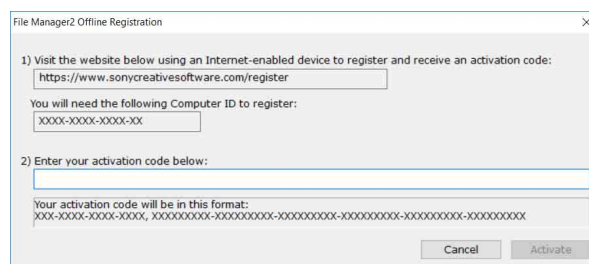 File Manager2 Offline Registration
1) Visit the website below using an Internet-enabled device to register and receive an activation code:
https://www.sonycreativesoftware.com/register
You will need the following Computer ID to register:
XXXX-XXXX-XXXX-XX
2) Enter your activation code below:
Your activation code will be in this format:
XXX-XXXX-XXXX-XXXX, XXXXXXXXX-XXXXXXXXX-XXXXXXXXX-XXXXXXXXX-XXXXXXXXX-XXXXXXXXX
Cancel Activate